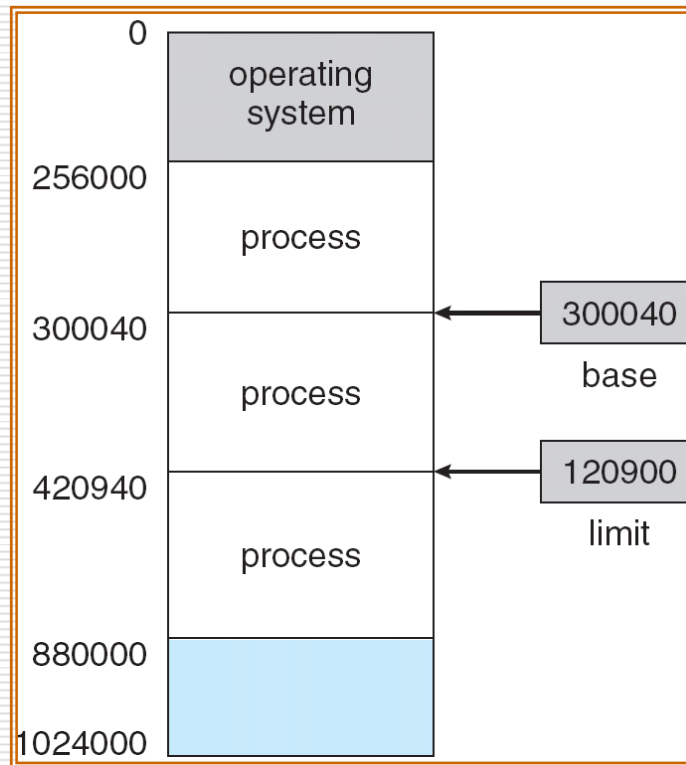 0
operating
system
256000
process
300040
300040
base
process
120900
420940
limit
process
880000
1024000